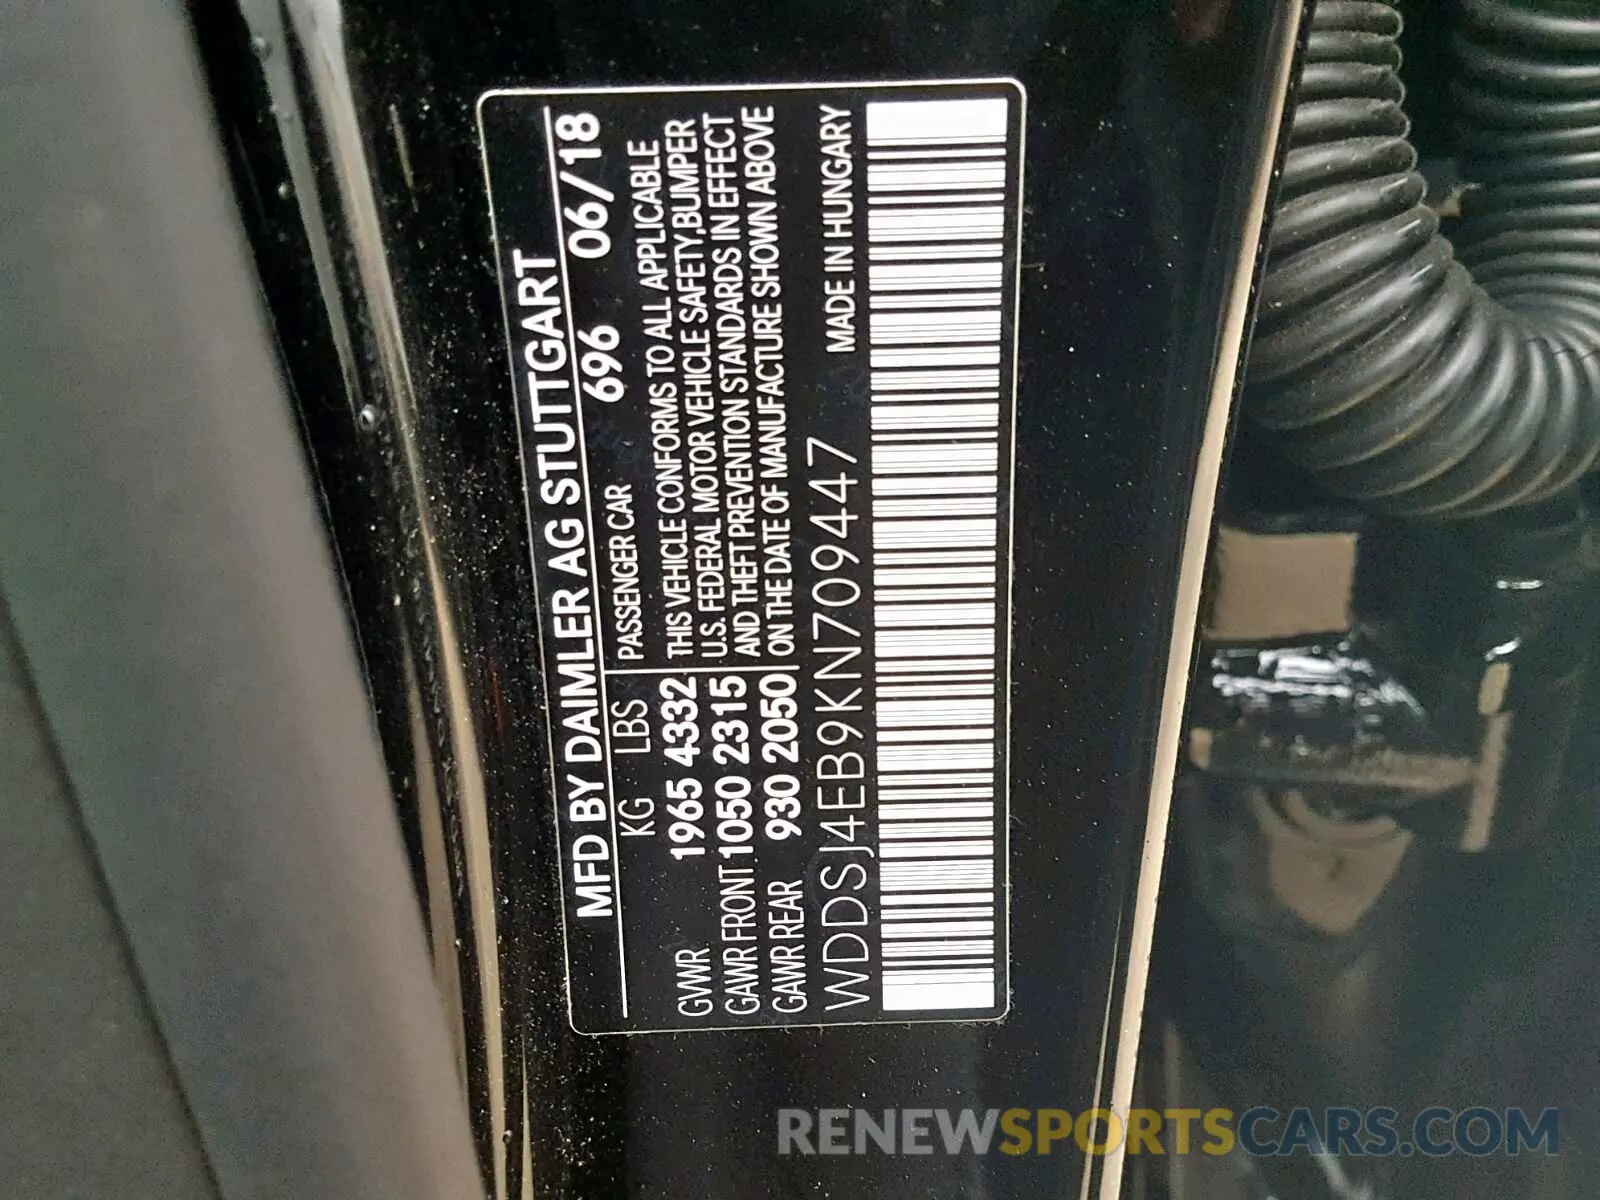 MFD BY DAIMLER AG STUTTGART
KG LBS PASSENGER CAR 696 06/18
GVWR 1965 4332 THIS VEHICLE CONFORMS TO ALL APPLICABLE
GAWR FRONT 1050 2315 U.S. FEDERAL MOTOR VEHICLE SAFETY,BUMPER
GAWR REAR 930 2050 AND THEFT PREVENTION STANDARDS IN EFFECT
ON THE DATE OF MANUFACTURE SHOWN ABOVE
WDDSJ4EB9KN709447 MADE IN HUNGARY
RENEWSPORTSCARS.COM